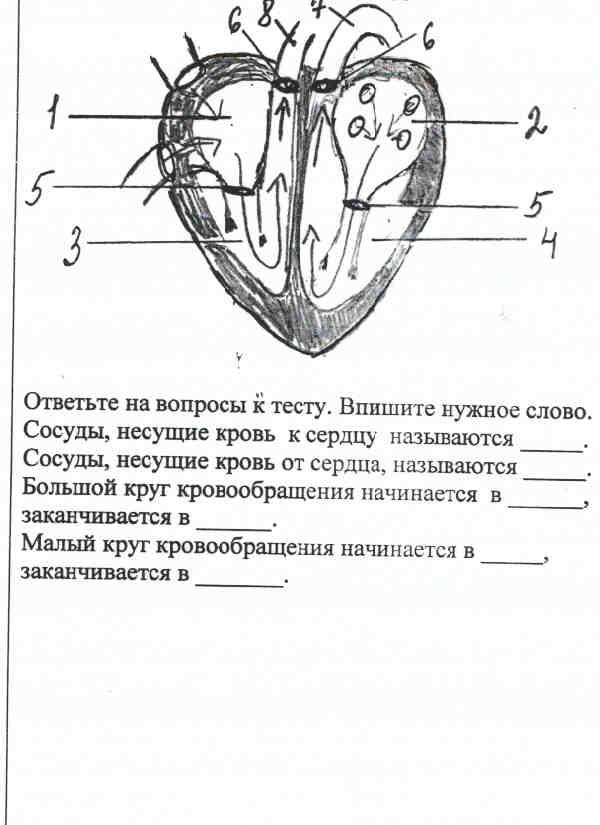 6 8 7 6
1 2
5 5
3 4
Ответьте на вопросы к тесту. Впишите нужное слово.
Сосуды, несущие кровь к сердцу называются _____.
Сосуды, несущие кровь от сердца, называются _____.
Большой круг кровообращения начинается в ______,
заканчивается в ______.
Малый круг кровообращения начинается в _____,
заканчивается в _______.